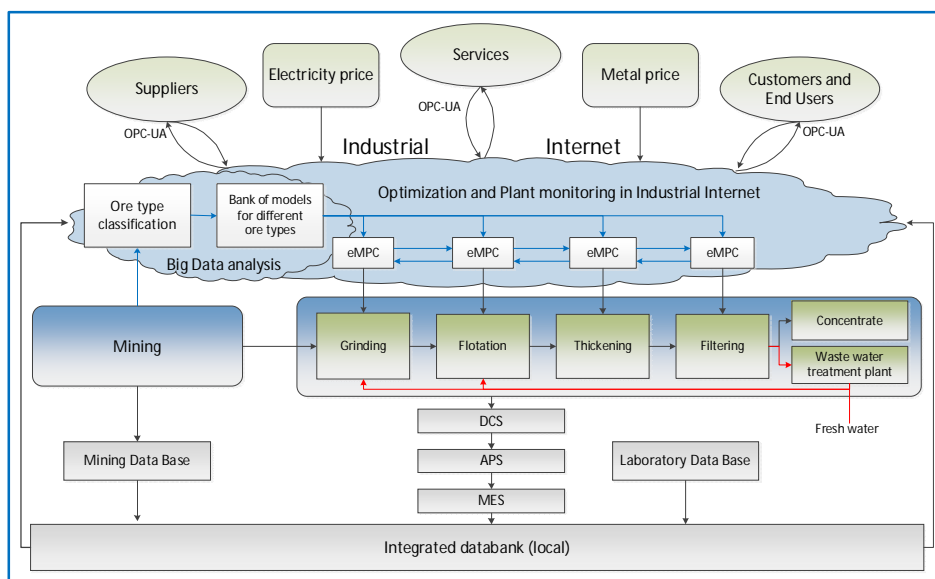 Suppliers
Electricity price
Services
Metal price
Customers and
End Users
OPC-UA
OPC-UA
OPC-UA
Industrial Internet
Optimization and Plant monitoring in Industrial Internet
Ore type
classification
Bank of models
for different
ore types
Big Data analysis
eMPC
eMPC
eMPC
eMPC
Mining
Grinding
Flotation
Thickening
Filtering
Concentrate
Waste water
treatment plant
Fresh water
DCS
APS
MES
Mining Data Base
Laboratory Data Base
Integrated databank (local)